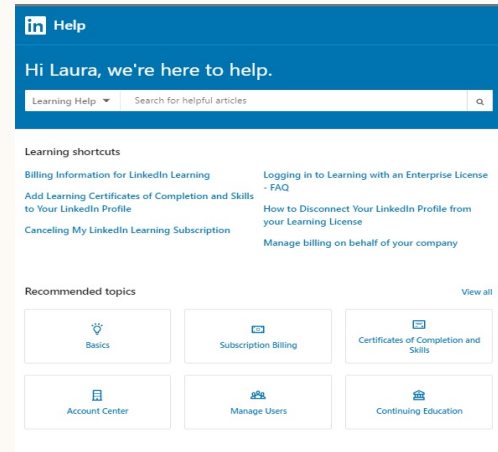 in Help
Hi Laura, we're here to help.
Learning Help
Search for helpful articles
Learning shortcuts
Billing Information for LinkedIn Learning
Add Learning Certificates of Completion and Skills
to Your LinkedIn Profile
Canceling My LinkedIn Learning Subscription
Logging in to Learning with an Enterprise License
- FAQ
How to Disconnect Your LinkedIn Profile from
your Learning License
Manage billing on behalf of your company
Recommended topics
View all
Basics
Subscription Billing
Certificates of Completion and
Skills
Account Center
Manage Users
Continuing Education